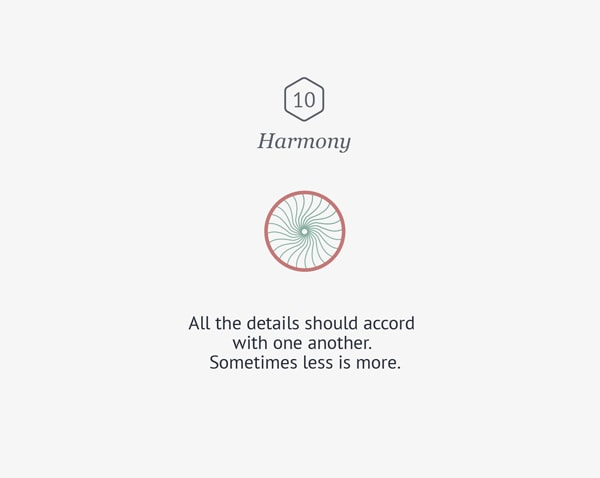 10
Harmony
All the details should accord
with one another.
Sometimes less is more.